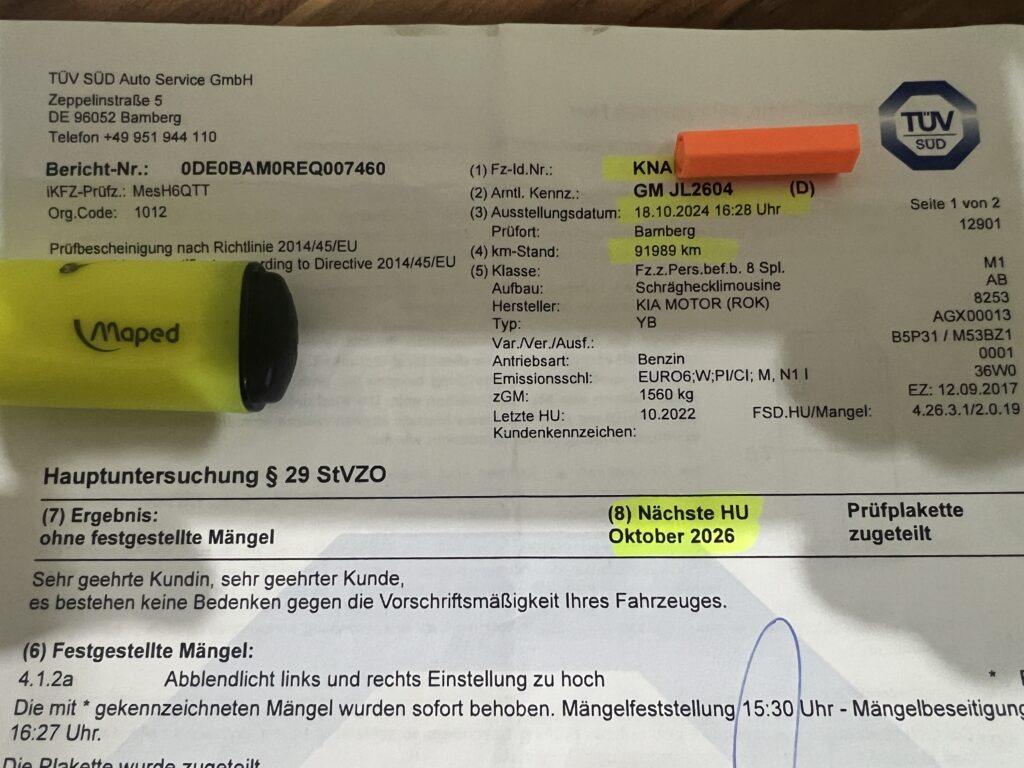 TÜV SÜD Auto Service GmbH
Zeppelinstraße 5
DE 96052 Bamberg
Telefon +49 951 944 110
TÜV
SÜD
Bericht-Nr.: 0DE0BAM0REQ007460
iKFZ-Prüfz.: MesH6QTT
Org.Code: 1012
Prüfbescheinigung nach Richtlinie 2014/45/EU
to Directive 2014/45/EU
Maped
(1) Fz-Id.Nr.: KNA
(2) Amtl. Kennz.: GM JL2604 (D)
(3) Ausstellungsdatum: 18.10.2024 16:28 Uhr
Seite 1 von 2
Prüfort: Bamberg
12901
(4) km-Stand: 91989 km
(5) Klasse: Fz.z.Pers.bef.b. 8 Spl. M1
Aufbau: Schräghecklimousine AB
Hersteller: KIA MOTOR (ROK) 8253
Typ: YB AGX00013
Var./Ver./Ausf.: B5P31 / M53BZ1
Antriebsart: Benzin 0001
Emissionsschl: EURO6;W;PI/CI; M, N1 I 36W0
zGM: 1560 kg EZ: 12.09.2017
Letzte HU: 10.2022 FSD.HU/Mangel: 4.26.3.1/2.0.19
Kundenkennzeichen:
Hauptuntersuchung § 29 StVZO
(7) Ergebnis:
ohne festgestellte Mängel
(8) Nächste HU
Oktober 2026
Prüfplakette
zugeteilt
Sehr geehrte Kundin, sehr geehrter Kunde,
es bestehen keine Bedenken gegen die Vorschriftsmäßigkeit Ihres Fahrzeuges.
(6) Festgestellte Mängel:
4.1.2a Abblendlicht links und rechts Einstellung zu hoch *
Die mit * gekennzeichneten Mängel wurden sofort behoben. Mängelfeststellung 15:30 Uhr - Mängelbeseitigung
16:27 Uhr.
Die Plakette wurde zugeteilt